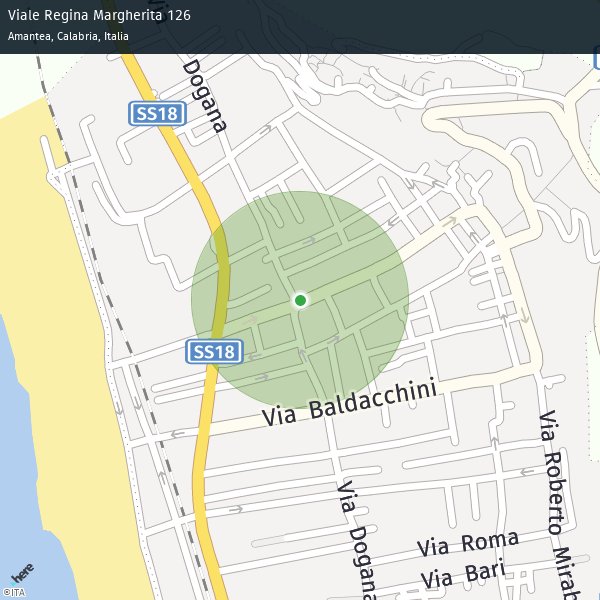 Viale Regina Margherita 126
Amantea, Calabria, Italia
Via Dogana
SS18
SS18
Via Baldacchini
Via Dogana
Via Roberto Mirab
Via Roma
Via Bari
here
©ITA